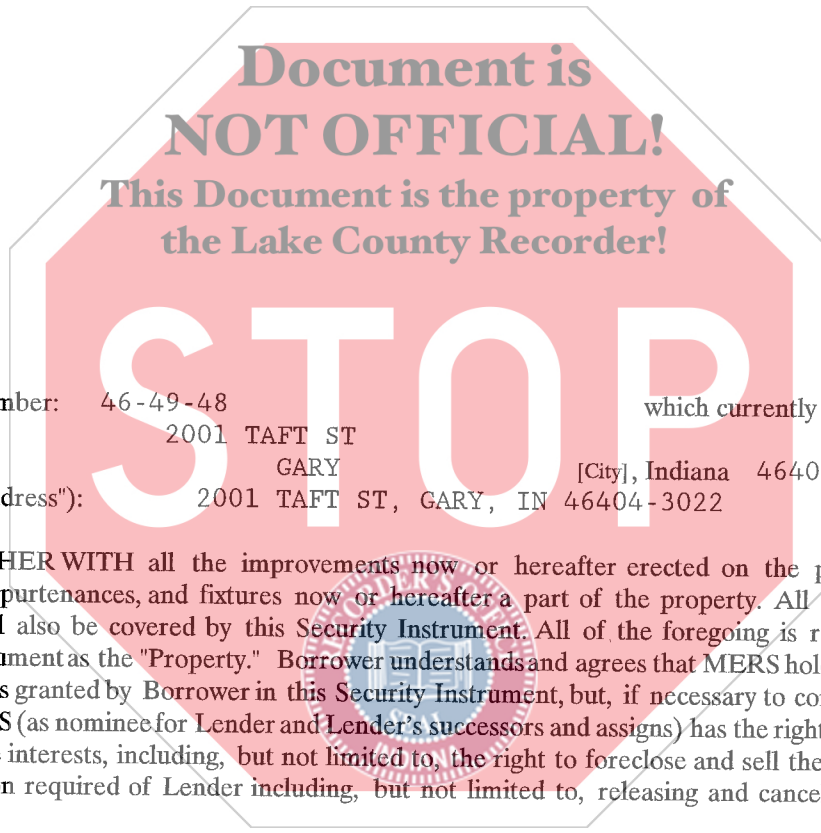 Document is
NOT OFFICIAL!
This Document is the property of
the Lake County Recorder!
STOP
nber: 46-49-48 which currently
2001 TAFT ST
GARY [City], Indiana 4640
dress"): 2001 TAFT ST, GARY, IN 46404-3022
HER WITH all the improvements now or hereafter erected on the p
purtenances, and fixtures now or hereafter a part of the property. All
l also be covered by this Security Instrument. All of the foregoing is r
ument as the "Property." Borrower understands and agrees that MERS hol
s granted by Borrower in this Security Instrument, but, if necessary to co
S (as nominee for Lender and Lender's successors and assigns) has the right
interests, including, but not limited to, the right to foreclose and sell the
n required of Lender including, but not limited to, releasing and cance
RECORDER'S OFFICE
SEAL